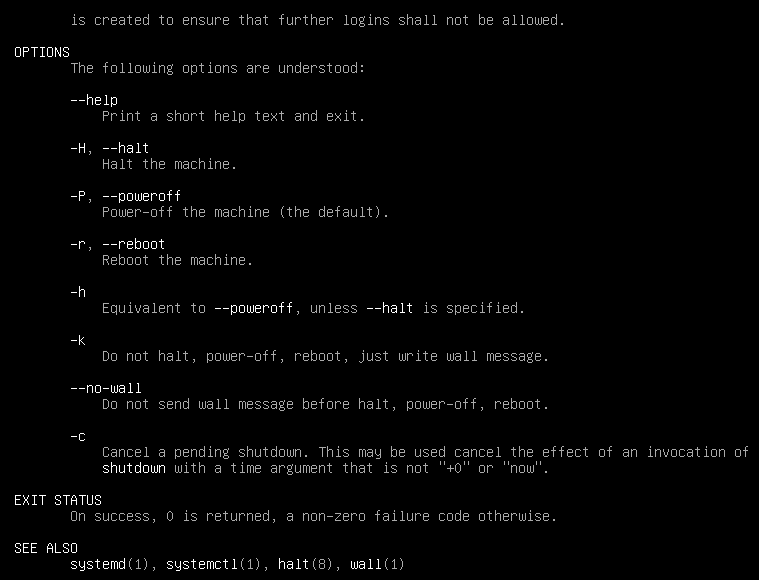 is created to ensure that further logins shall not be allowed.
OPTIONS
The following options are understood:
--help
Print a short help text and exit.
-H, --halt
Halt the machine.
-P, --poweroff
Power-off the machine (the default).
-r, --reboot
Reboot the machine.
-h
Equivalent to --poweroff, unless --halt is specified.
-k
Do not halt, power-off, reboot, just write wall message.
--no-wall
Do not send wall message before halt, power-off, reboot.
-c
Cancel a pending shutdown. This may be used cancel the effect of an invocation of
shutdown with a time argument that is not "+0" or "now".
EXIT STATUS
On success, 0 is returned, a non-zero failure code otherwise.
SEE ALSO
systemd(1), systemctl(1), halt(8), wall(1)